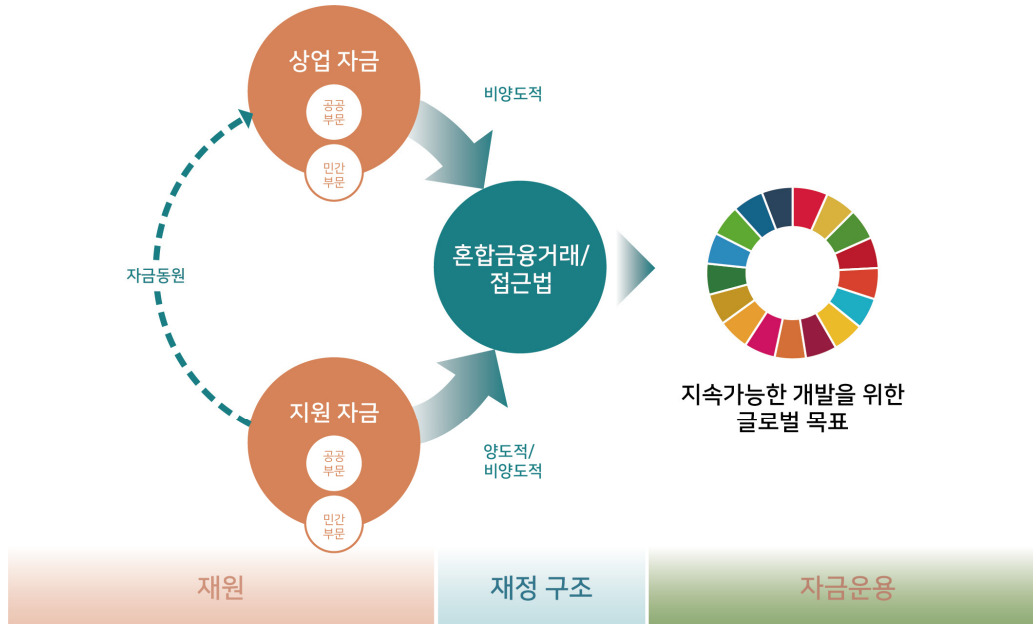 상업 자금
공공
부문
민간
부문
비양도적
혼합금융거래/
접근법
자금동원
지원 자금
공공
부문
민간
부문
양도적/
비양도적
지속가능한 개발을 위한
글로벌 목표
재원
재정 구조
자금운용